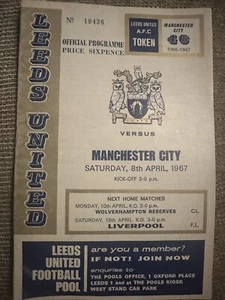 LEEDS UNITED
No 19436
OFFICIAL PROGRAMME
PRICE SIXPENCE
LEEDS UNITED
A.F.C
TOKEN
MANCHESTER
CITY
46
1966-1967
VERSUS
MANCHESTER CITY
SATURDAY, 8th APRIL, 1967
KICK-OFF 3-0 p.m.
NEXT HOME MATCHES
MONDAY, 10th APRIL, K.O. 3-0 p.m.
WOLVERHAMPTON RESERVES C.L.
SATURDAY, 15th APRIL, K.O. 3-0 p.m.
LIVERPOOL F.L.
LEEDS
UNITED
FOOTBALL
POOL
are you a member?
IF NOT! JOIN NOW
enquiries to
THE POOLS OFFICE, 1 OXFORD PLACE
LEEDS 1 and at THE POOLS KIOSK
WEST STAND CAR PARK